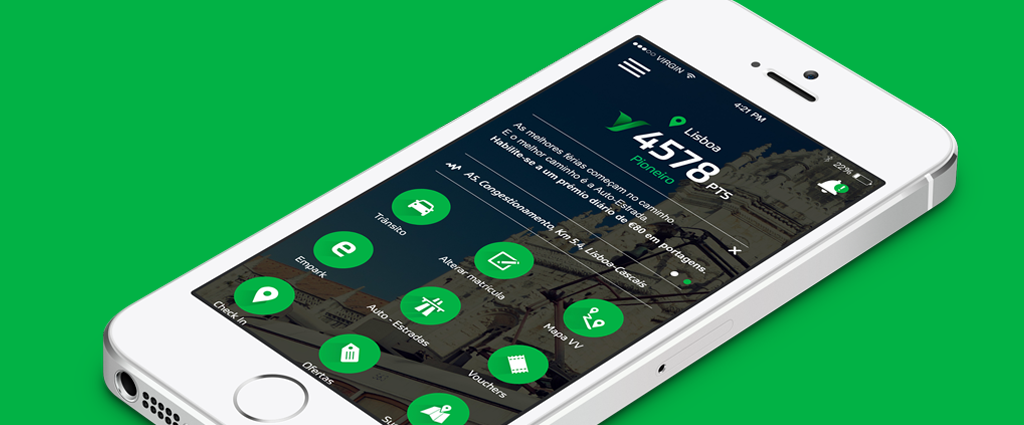 VIRGIN
4:21 PM
22%
Lisboa
4578 PTS
Pioneiro
1
As melhores férias começam no caminho
E o melhor caminho é a Auto-Estrada
Habilite-se a um prémio diário de €80 em portagens.
A5, Congestionamento, Km 5.4, Lisboa-Cascais
Trânsito
Alterar matrícula
Mapa VV
e
Empark
Auto - Estradas
Vouchers
Check In
Ofertas